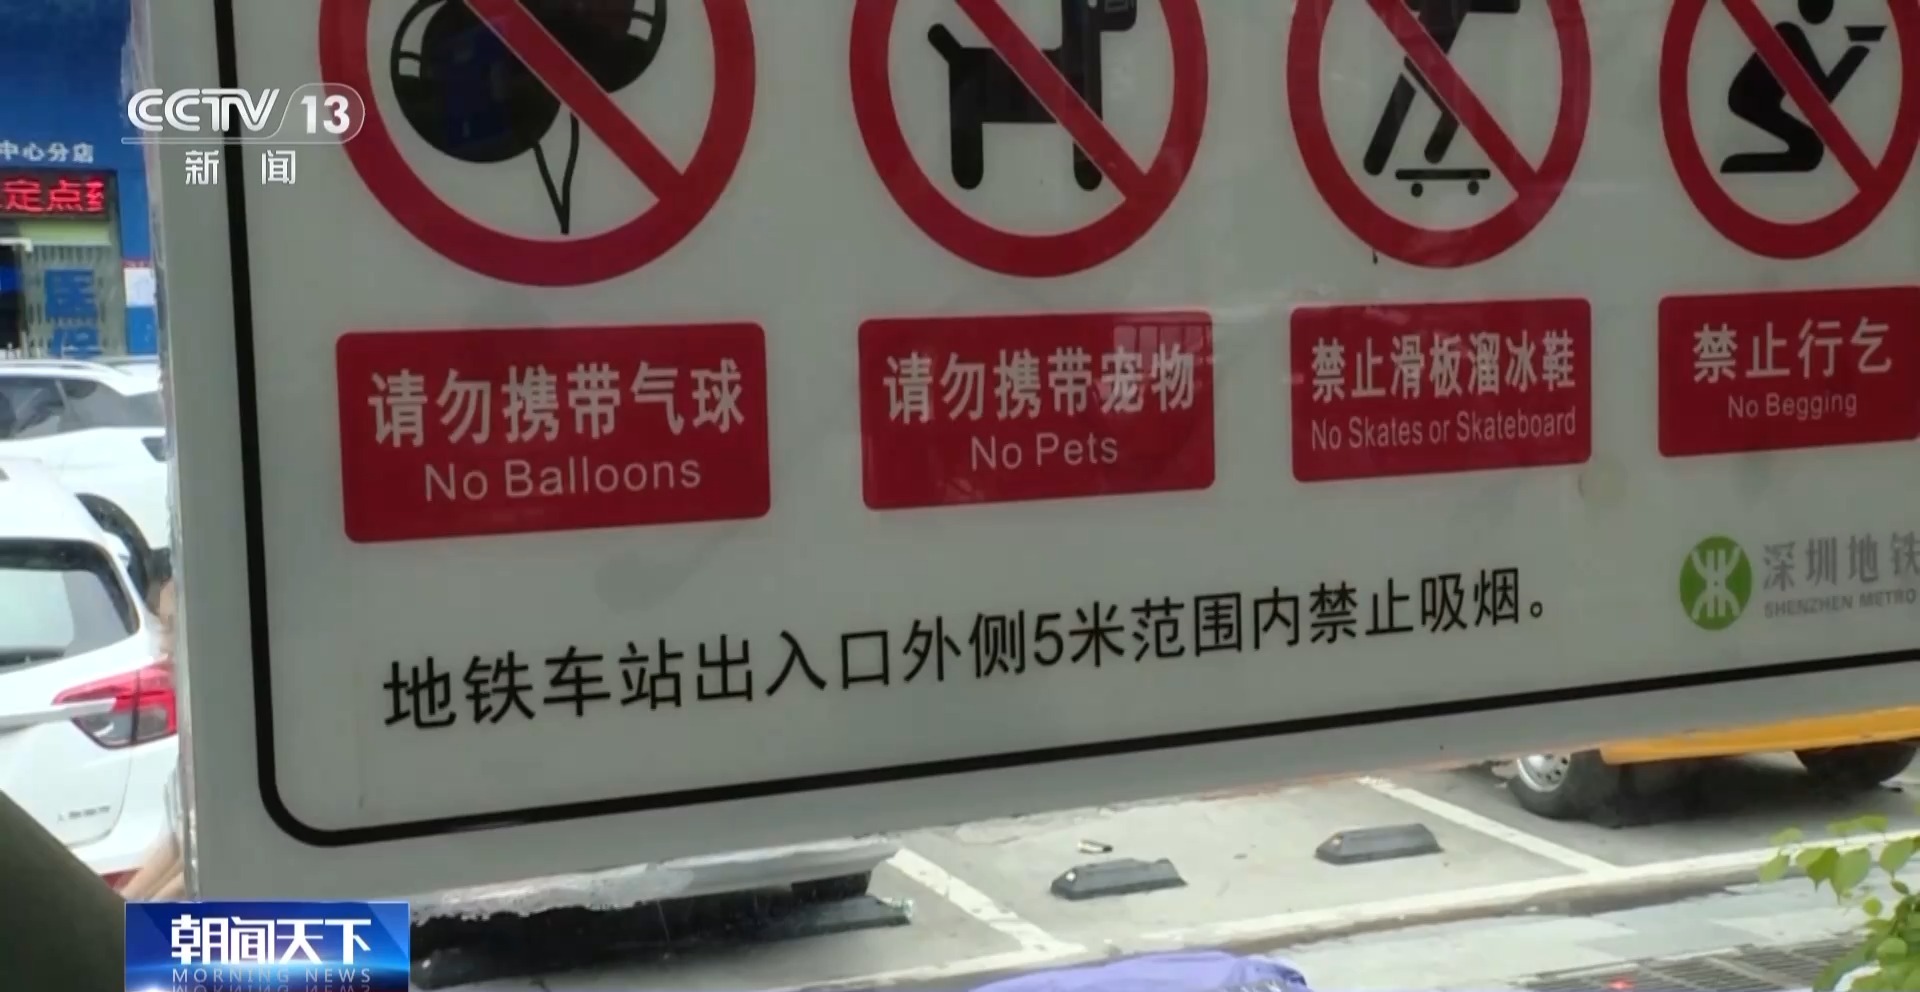 CCTV 13
新闻
中心分店
定点
请勿携带气球
No Balloons
请勿携带宠物
No Pets
禁止滑板溜冰鞋
No Skates or Skateboard
禁止行乞
No Begging
深圳地铁
SHENZHEN METRO
地铁车站出入口外侧5米范围内禁止吸烟。
朝闻天下
MORNING NEWS